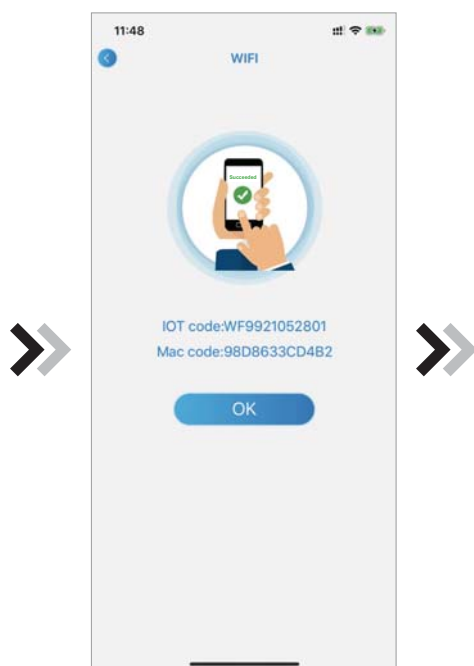 11:48
WIFI
Succeeded
IOT code:WF9921052801
Mac code:98D8633CD4B2
OK